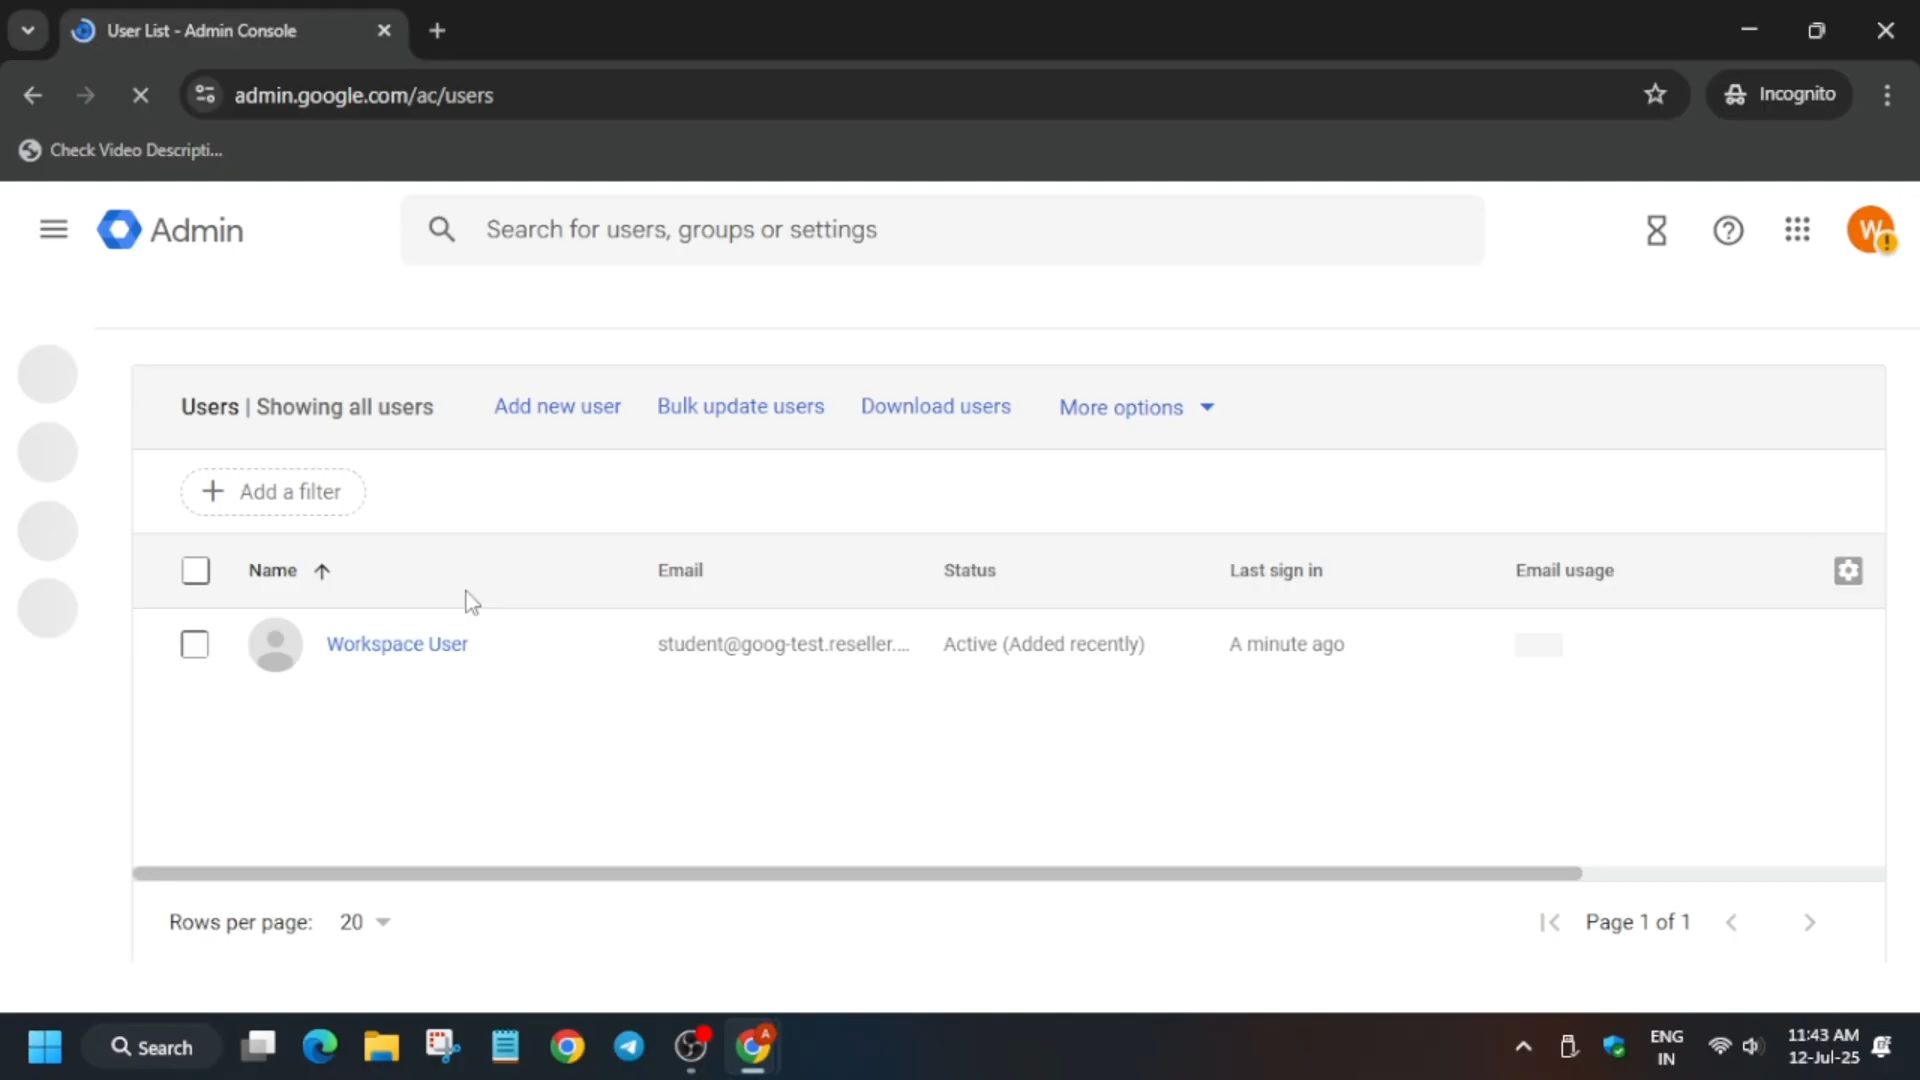 User List - Admin Console
admin.google.com/ac/users
Incognito
Check Video Descripti...
Admin
Search for users, groups or settings
W
Users | Showing all users
Add new user
Bulk update users
Download users
More options
Add a filter
Name
Email
Status
Last sign in
Email usage
Workspace User
student@goog-test.reseller....
Active (Added recently)
A minute ago
Rows per page: 20
Page 1 of 1
Search
A
ENG
IN
11:43 AM
12-Jul-25